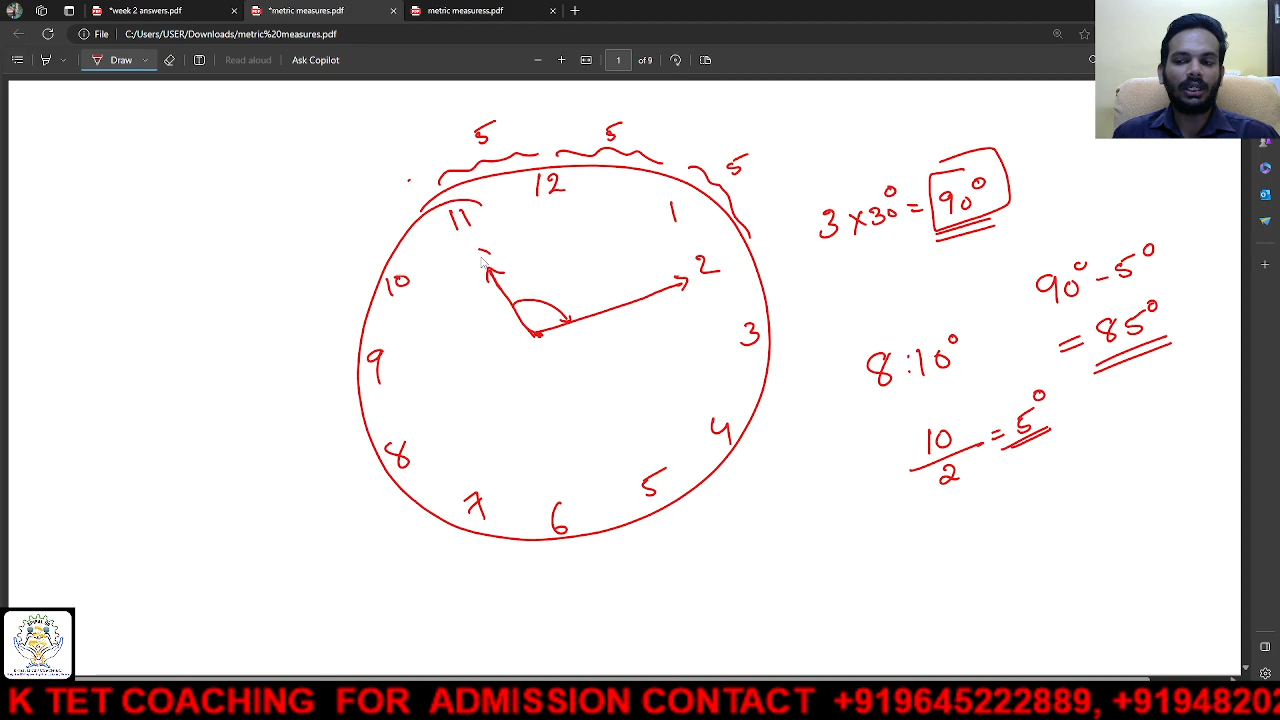 *week 2 answers.pdf
*metric measures.pdf
metric measuress.pdf
File C:/Users/USER/Downloads/metric%20measures.pdf
Draw
Read aloud
Ask Copilot
1 of 9
5
5
5
12
11
1
10
2
9
3
8
4
7
5
6
3 × 30° = 90°
90° - 5°
= 85°
8:10°
10/2 = 5°
K TET COACHING FOR ADMISSION CONTACT +919645222889, +91948202